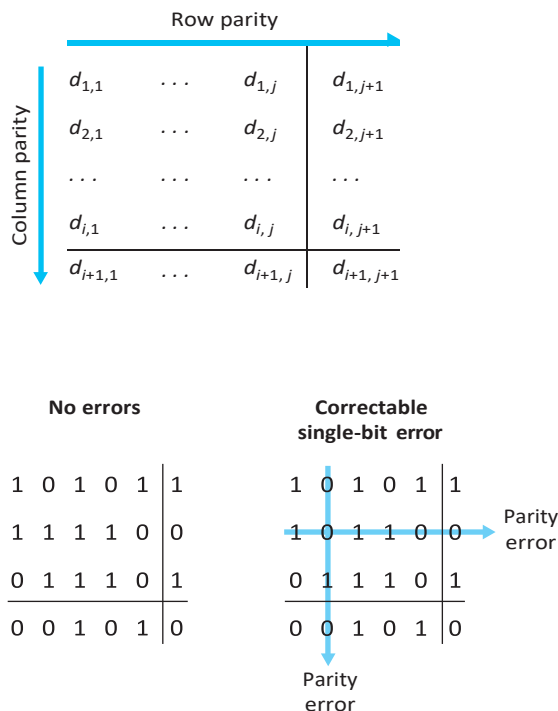 Row parity
Column parity
d1,1 . . . d1,j d1,j+1
d2,1 . . . d2,j d2,j+1
. . . . . . . . . . . .
di,1 . . . di,j di,j+1
di+1,1 . . . di+1,j di+1,j+1
No errors
1 0 1 0 1 1
1 1 1 1 0 0
0 1 1 1 0 1
0 0 1 0 1 0
Correctable
single-bit error
1 0 1 0 1 1
1 0 1 1 0 0
0 1 1 1 0 1
0 0 1 0 1 0
Parity
error
Parity
error